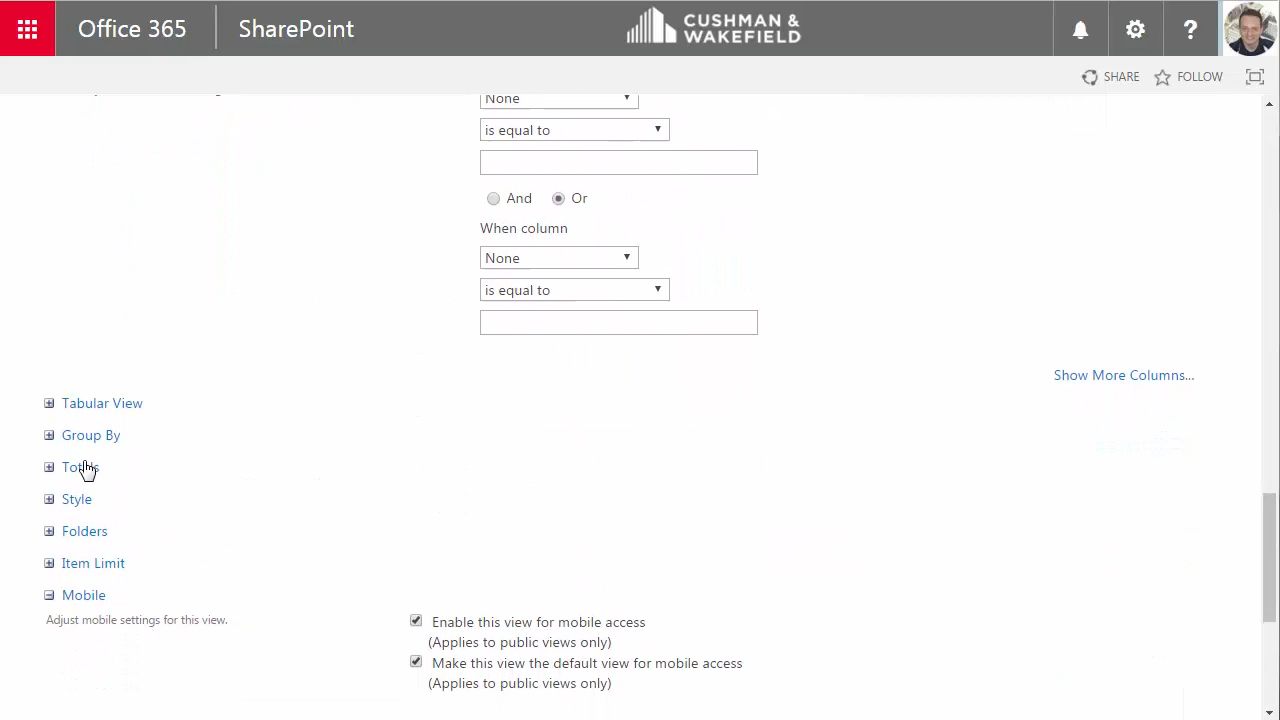 Office 365
SharePoint
CUSHMAN &
WAKEFIELD
?
SHARE
FOLLOW
None
is equal to
And
Or
When column
None
is equal to
Show More Columns...
Tabular View
Group By
Style
Folders
Item Limit
Mobile
Adjust mobile settings for this view.
Enable this view for mobile access
(Applies to public views only)
Make this view the default view for mobile access
(Applies to public views only)